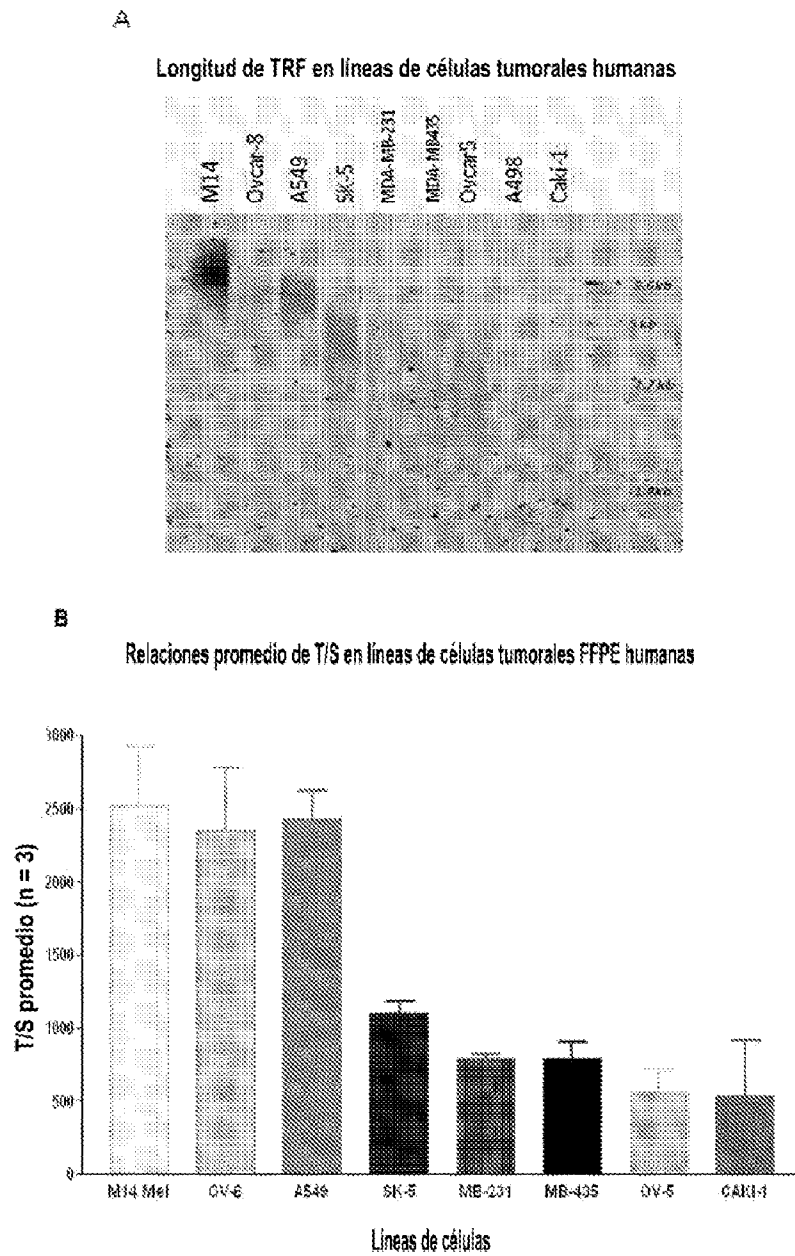 A
Longitud de TRF en líneas de células tumorales humanas
M14
Ovcar-8
A549
SK-5
MDA-MB-231
MDA-MB435
Ovcar5
A498
Caki-1
B
Relaciones promedio de T/S en líneas de células tumorales FFPE humanas
T/S promedio (n = 3)
3000
2500
2000
1500
1000
500
0
M14 Mel
OV-8
A549
SK-5
MB-231
MB-435
OV-5
CAKI-1
Líneas de células